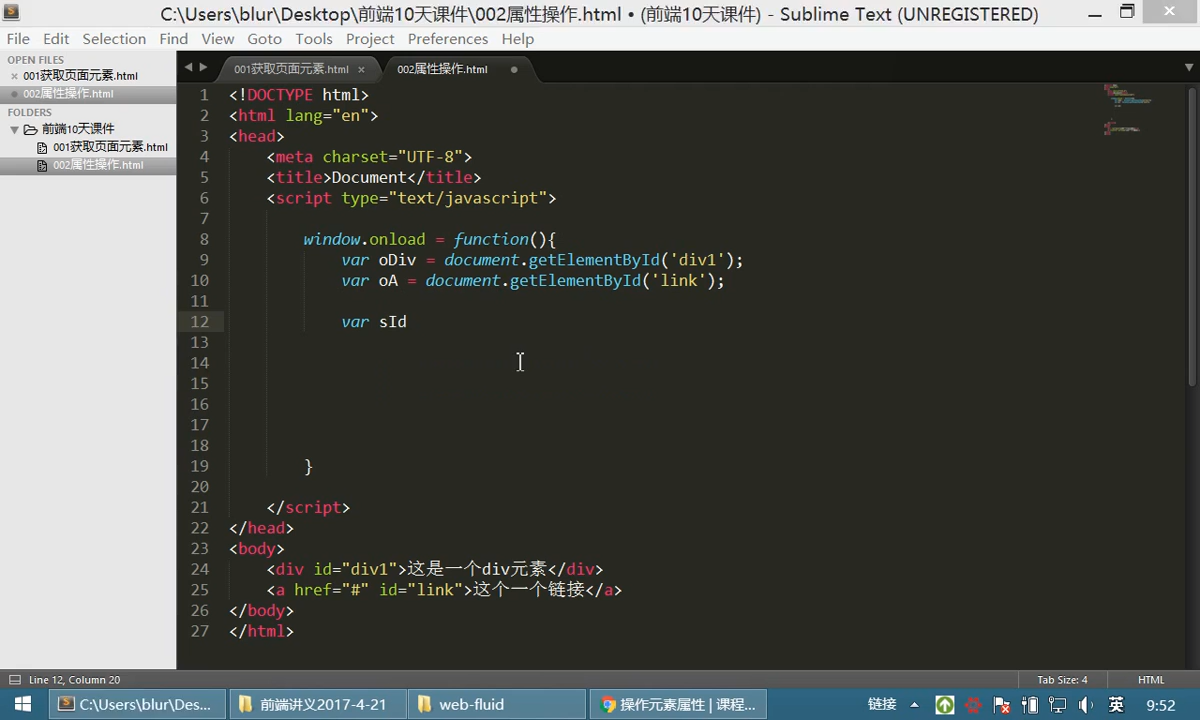 C:\Users\blur\Desktop\前端10天课件\002属性操作.html • (前端10天课件) - Sublime Text (UNREGISTERED)
File Edit Selection Find View Goto Tools Project Preferences Help
OPEN FILES
001获取页面元素.html
002属性操作.html
FOLDERS
前端10天课件
001获取页面元素.html
002属性操作.html
001获取页面元素.html × 002属性操作.html
1 <!DOCTYPE html>
2 <html lang="en">
3 <head>
4 <meta charset="UTF-8">
5 <title>Document</title>
6 <script type="text/javascript">
7
8 window.onload = function(){
9 var oDiv = document.getElementById('div1');
10 var oA = document.getElementById('link');
11
12 var sId
13
14
15
16
17
18
19 }
20
21 </script>
22 </head>
23 <body>
24 <div id="div1">这是一个div元素</div>
25 <a href="#" id="link">这个一个链接</a>
26 </body>
27 </html>
Line 12, Column 20 Tab Size: 4 HTML
C:\Users\blur\Des... 前端讲义2017-4-21 web-fluid 操作元素属性 | 课程... 链接 英 9:52